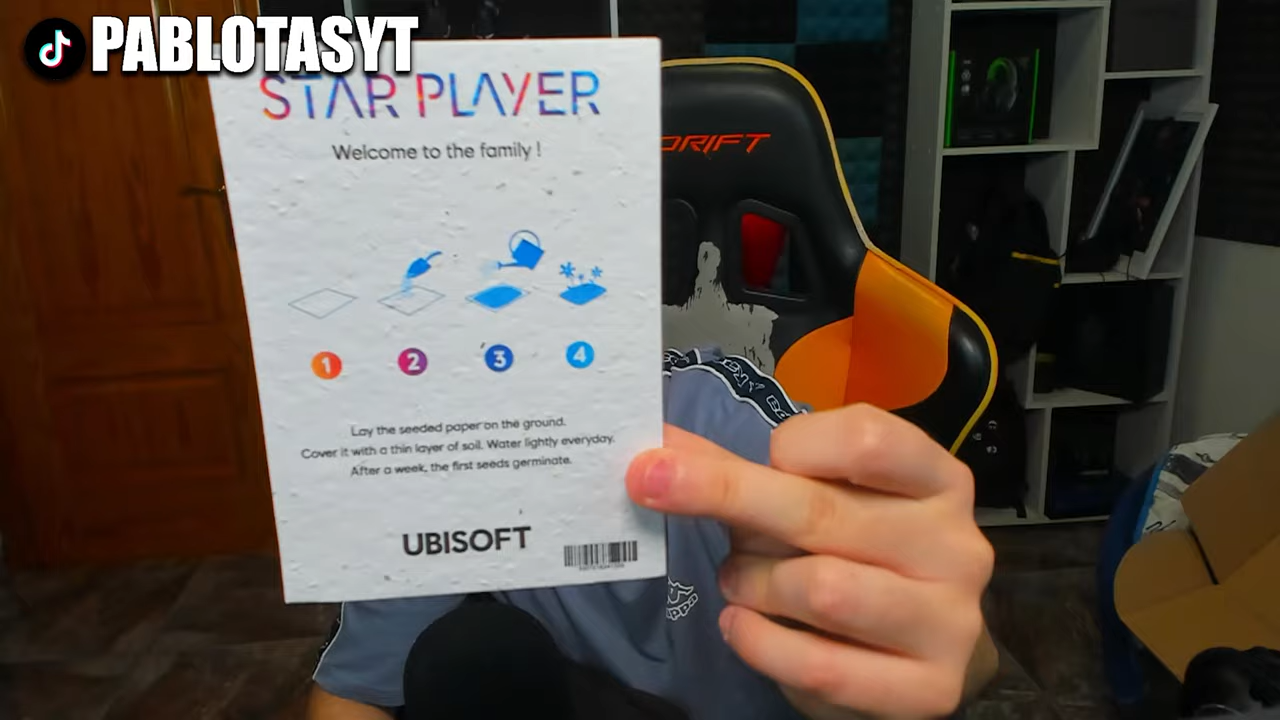 PABLOTASYT
STAR PLAYER
Welcome to the family !
DRIFT
1 2 3 4
Lay the seeded paper on the ground.
Cover it with a thin layer of soil. Water lightly everyday.
After a week, the first seeds germinate.
UBISOFT